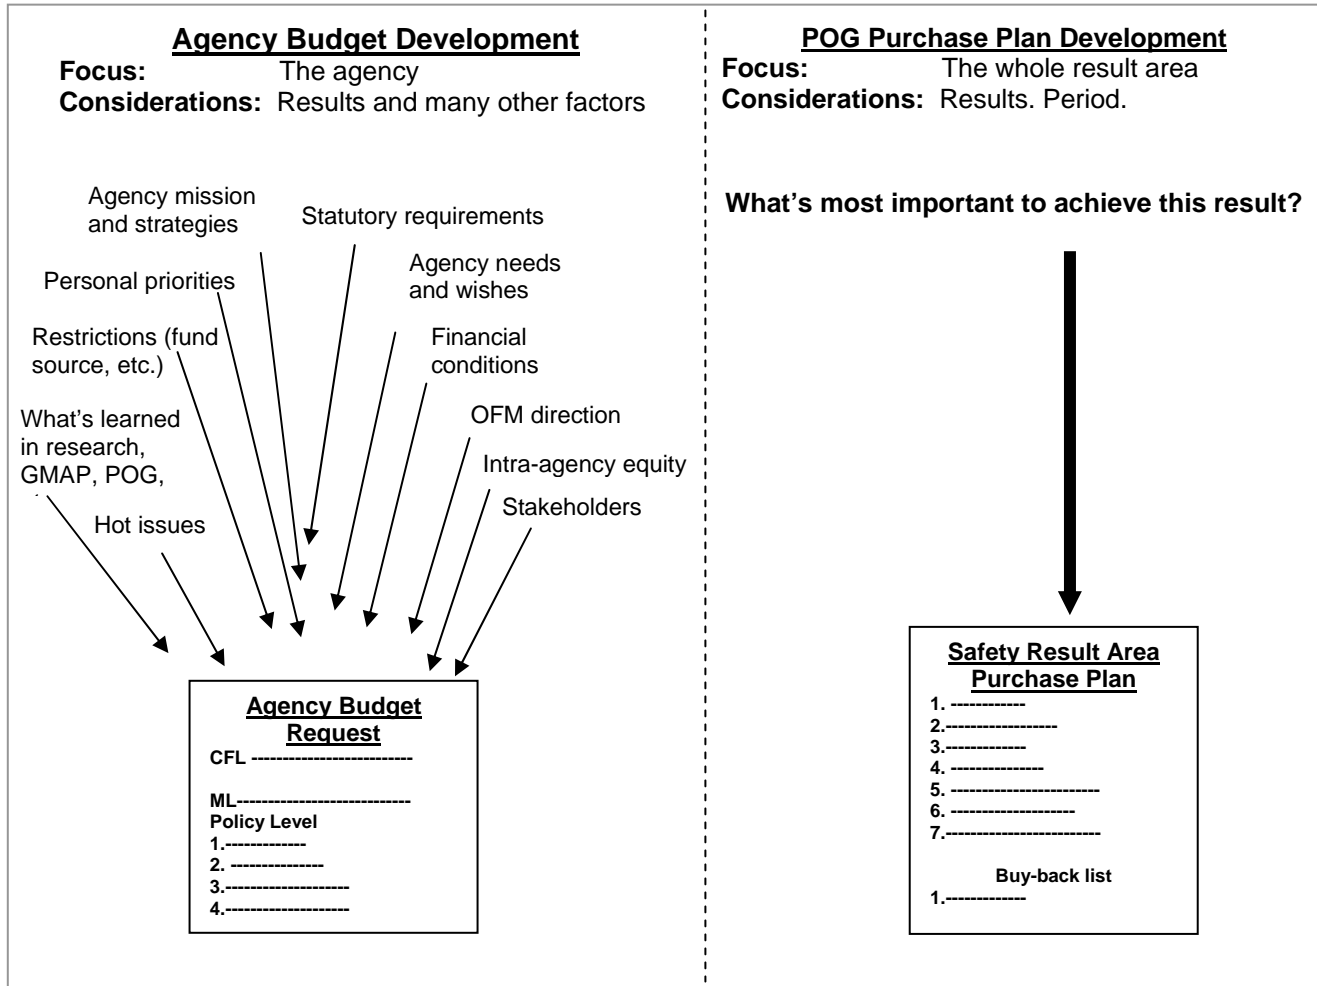 Agency Budget Development
Focus: The agency
Considerations: Results and many other factors
Agency mission
and strategies
Statutory requirements
Personal priorities
Agency needs
and wishes
Restrictions (fund
source, etc.)
Financial
conditions
What's learned
in research,
GMAP, POG,
OFM direction
Intra-agency equity
Hot issues
Stakeholders
Agency Budget
Request
CFL --------------------------
ML----------------------------
Policy Level
1.-------------
2. ---------------
3.--------------------
4.--------------------
POG Purchase Plan Development
Focus: The whole result area
Considerations: Results. Period.
What's most important to achieve this result?
Safety Result Area
Purchase Plan
1. ------------
2.------------------
3.-------------
4. ---------------
5. ------------------------
6. --------------------
7.-------------------------
Buy-back list
1.-------------